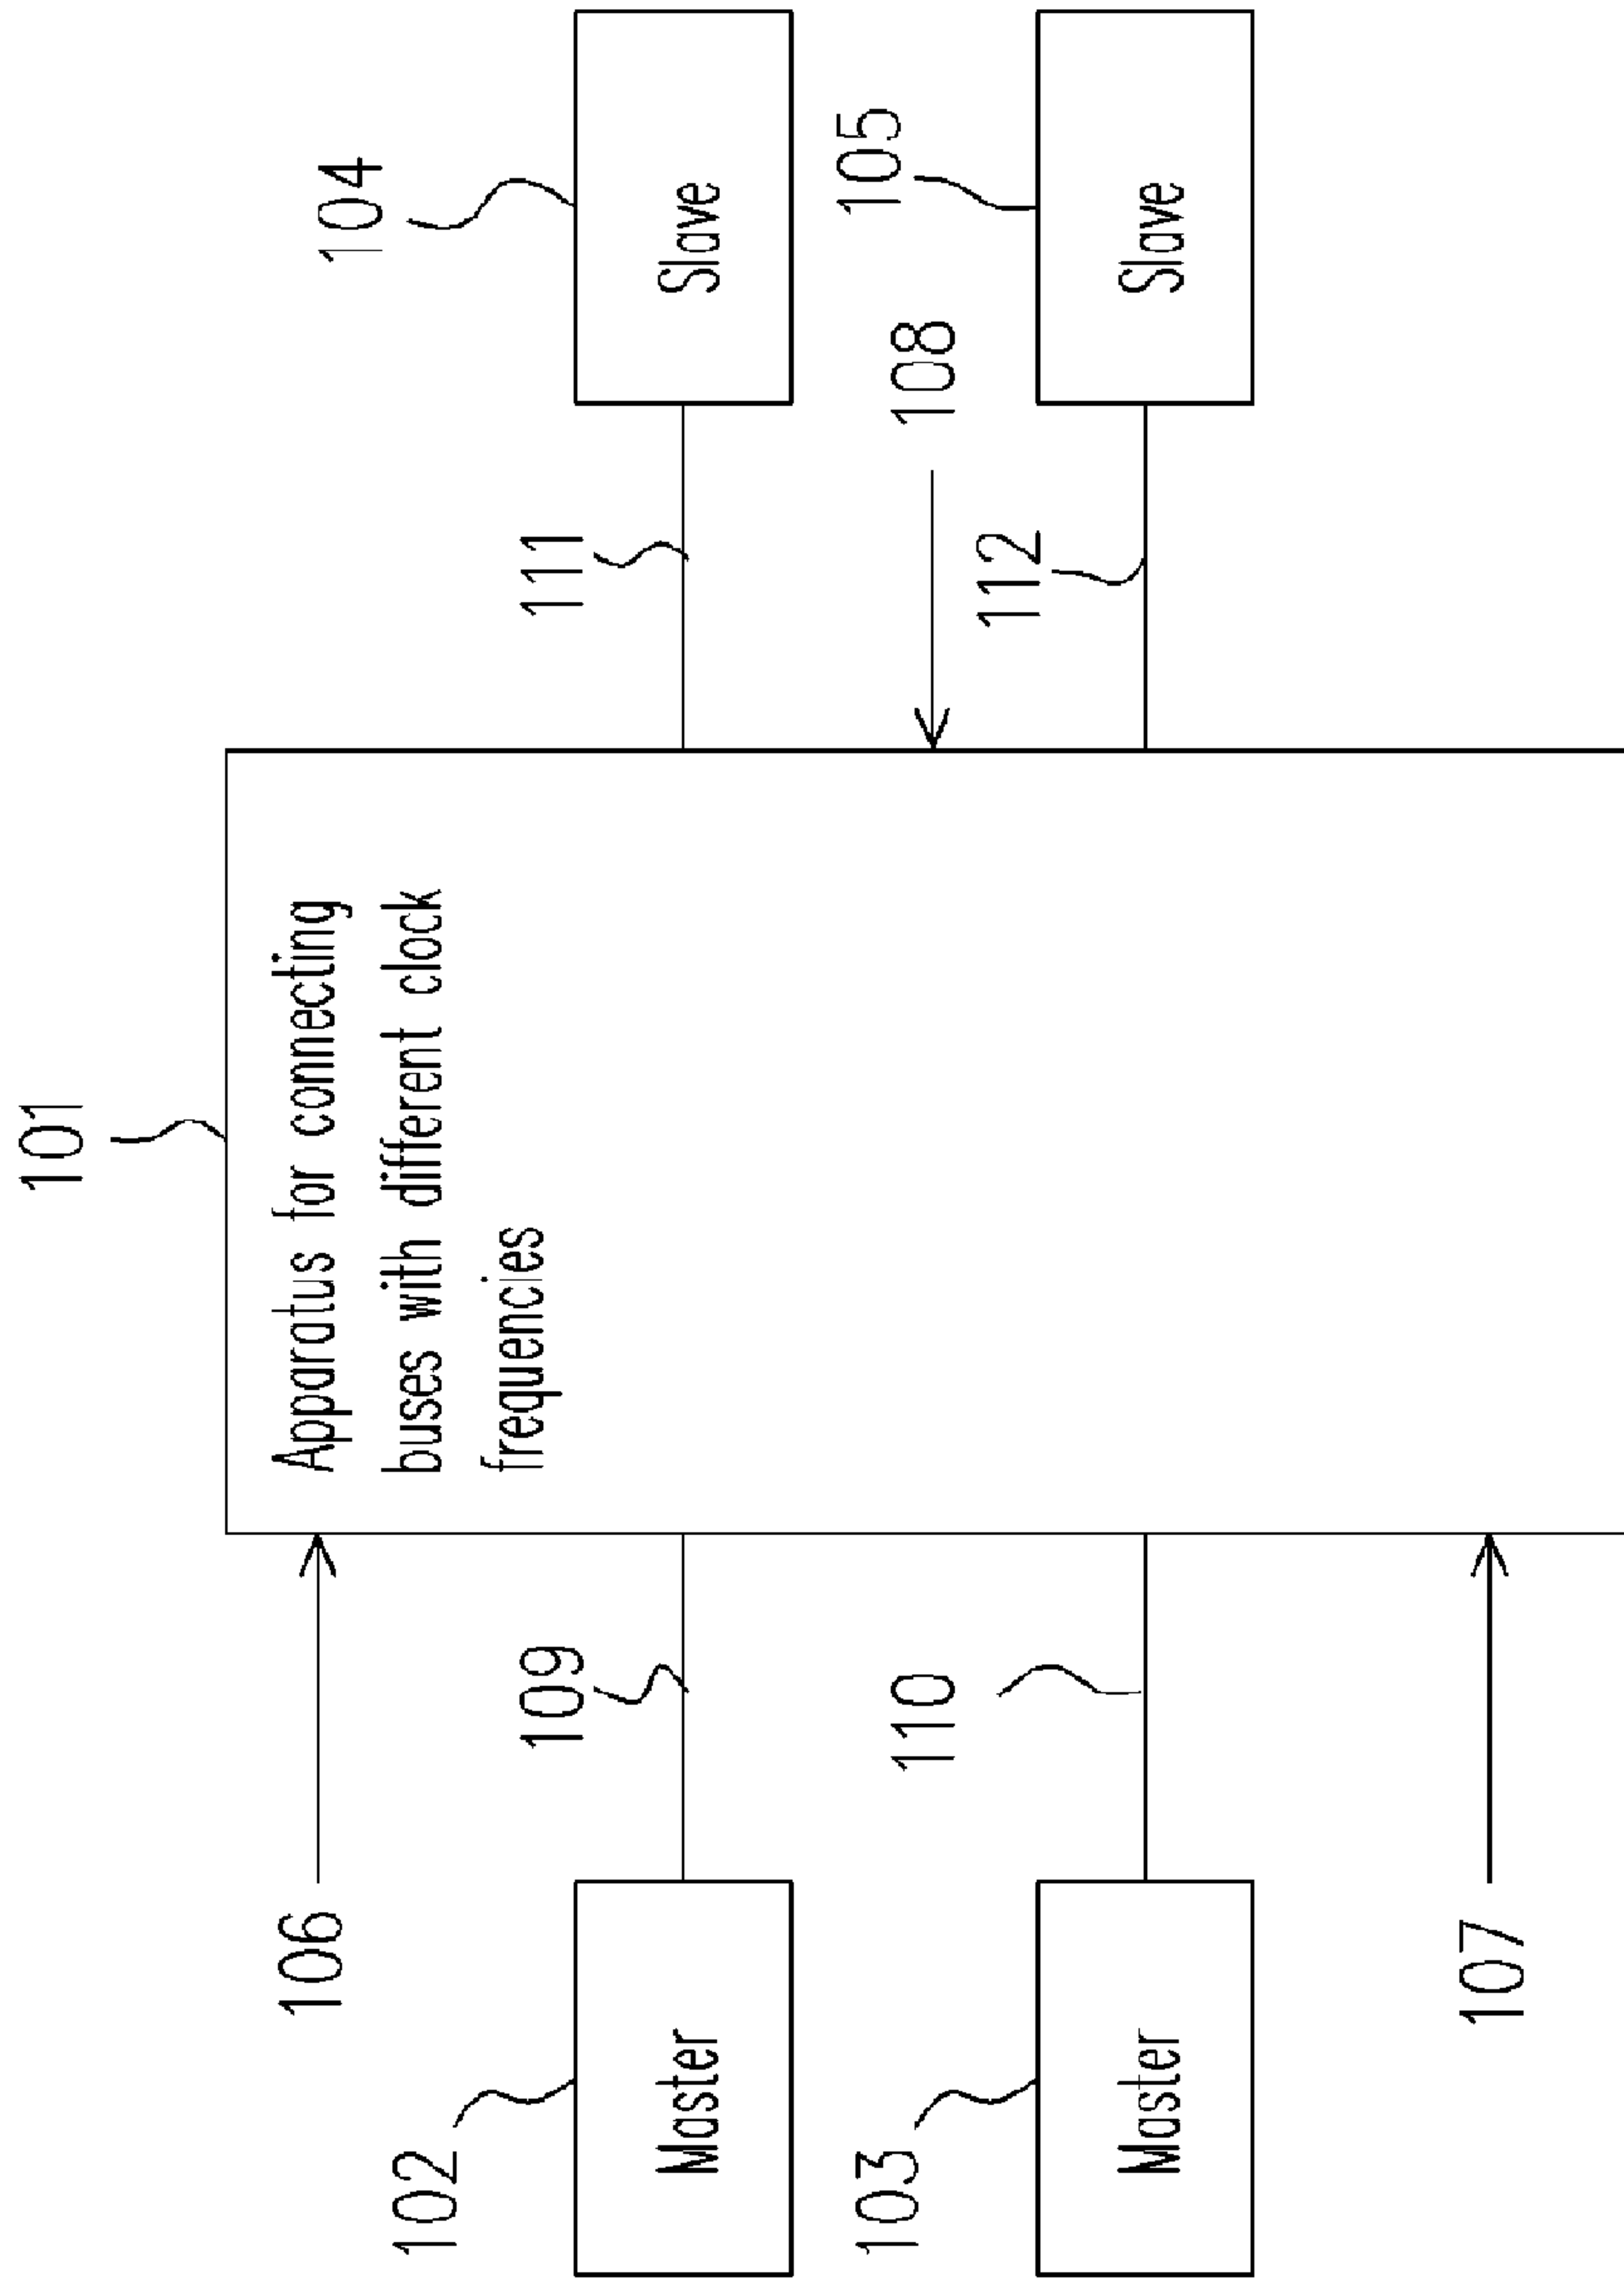 101
Apparatus for connecting
buses with different clock
frequencies
106
102
Master
109
104
Slave
111
103
Master
110
108
105
Slave
112
107